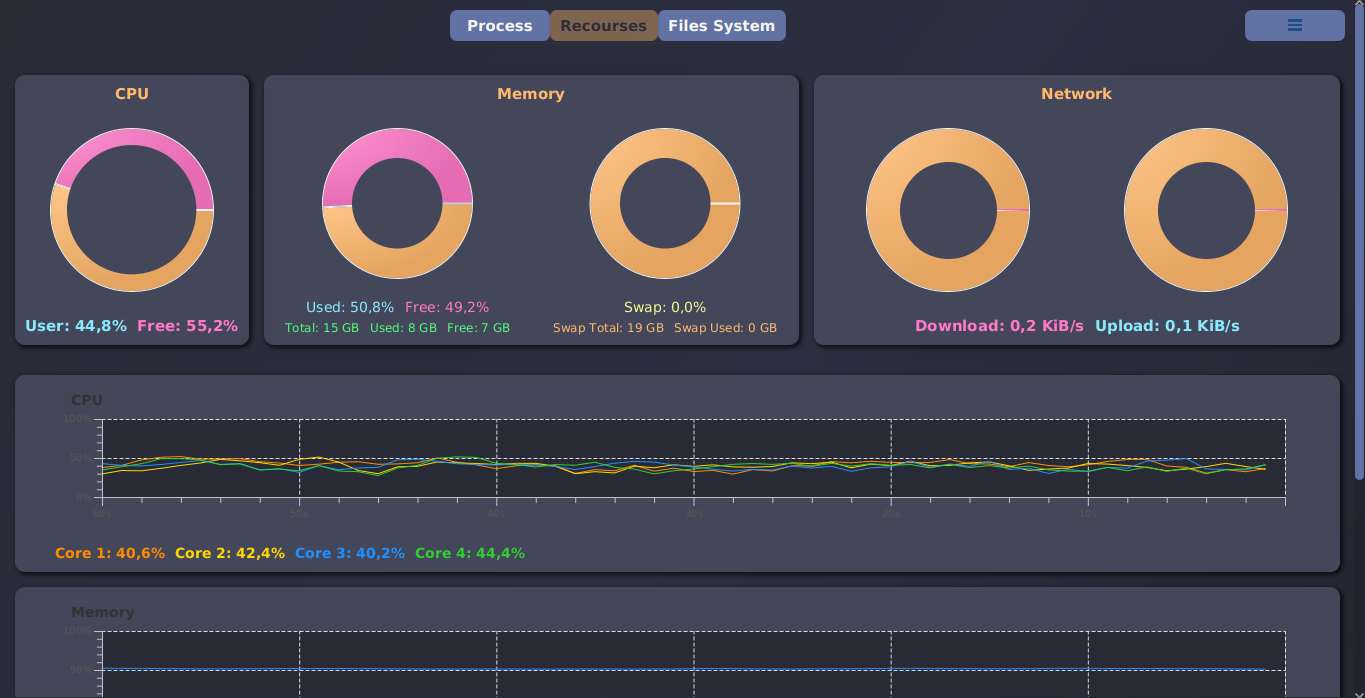 Process Recourses Files System
CPU
Memory
Network
User: 44,8% Free: 55,2%
Used: 50,8% Free: 49,2%
Total: 15 GB Used: 8 GB Free: 7 GB
Swap: 0,0%
Swap Total: 19 GB Swap Used: 0 GB
Download: 0,2 KiB/s Upload: 0,1 KiB/s
CPU
100%
50%
0%
60s 50s 40s 30s 20s 10s
Core 1: 40,6% Core 2: 42,4% Core 3: 40,2% Core 4: 44,4%
Memory
100%
50%